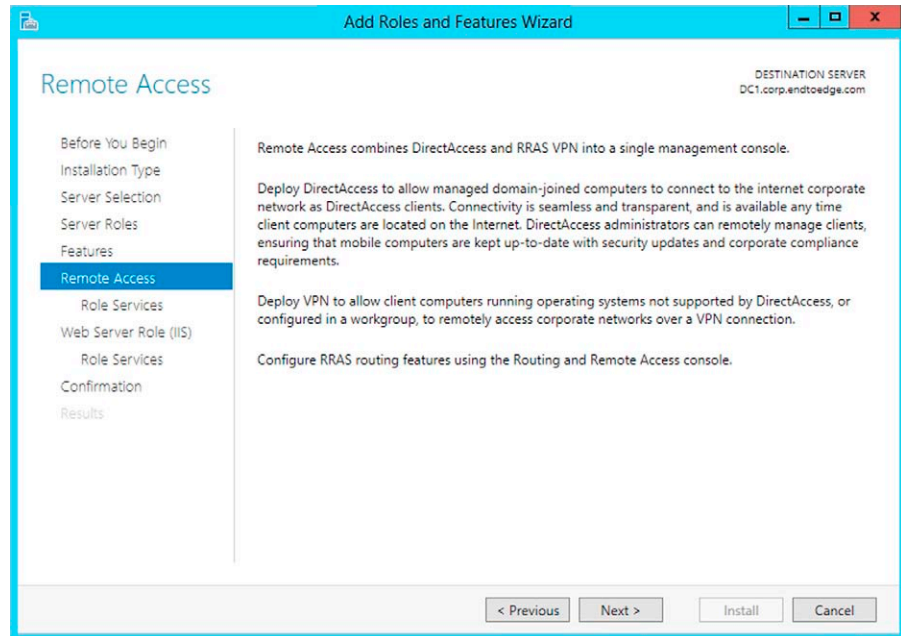 Add Roles and Features Wizard
Remote Access
DESTINATION SERVER
DC1.corp.endtoedge.com
Before You Begin
Installation Type
Server Selection
Server Roles
Features
Remote Access
Role Services
Web Server Role (IIS)
Role Services
Confirmation
Results
Remote Access combines DirectAccess and RRAS VPN into a single management console.
Deploy DirectAccess to allow managed domain-joined computers to connect to the internet corporate
network as DirectAccess clients. Connectivity is seamless and transparent, and is available any time
client computers are located on the Internet. DirectAccess administrators can remotely manage clients,
ensuring that mobile computers are kept up-to-date with security updates and corporate compliance
requirements.
Deploy VPN to allow client computers running operating systems not supported by DirectAccess, or
configured in a workgroup, to remotely access corporate networks over a VPN connection.
Configure RRAS routing features using the Routing and Remote Access console.
< Previous
Next >
Install
Cancel